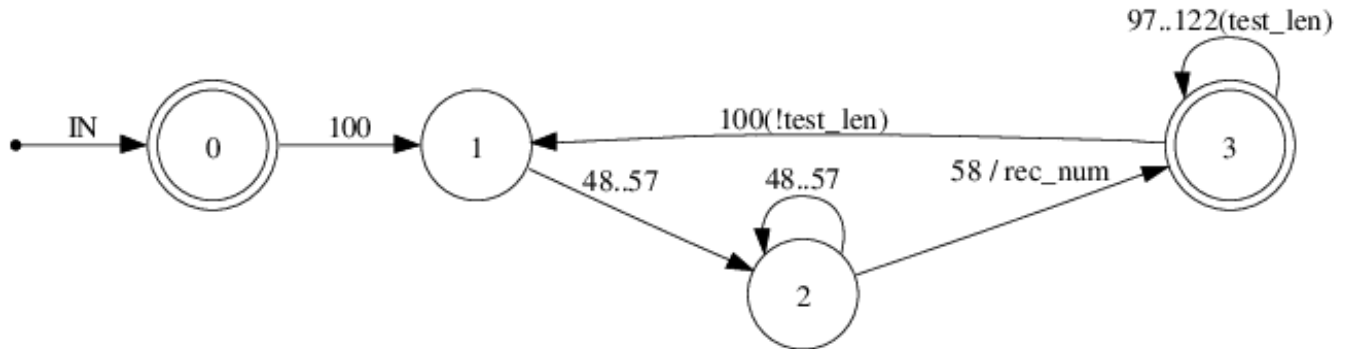 97..122(test_len)
IN
0
100
1
100(!test_len)
3
48..57
48..57
58 / rec_num
2